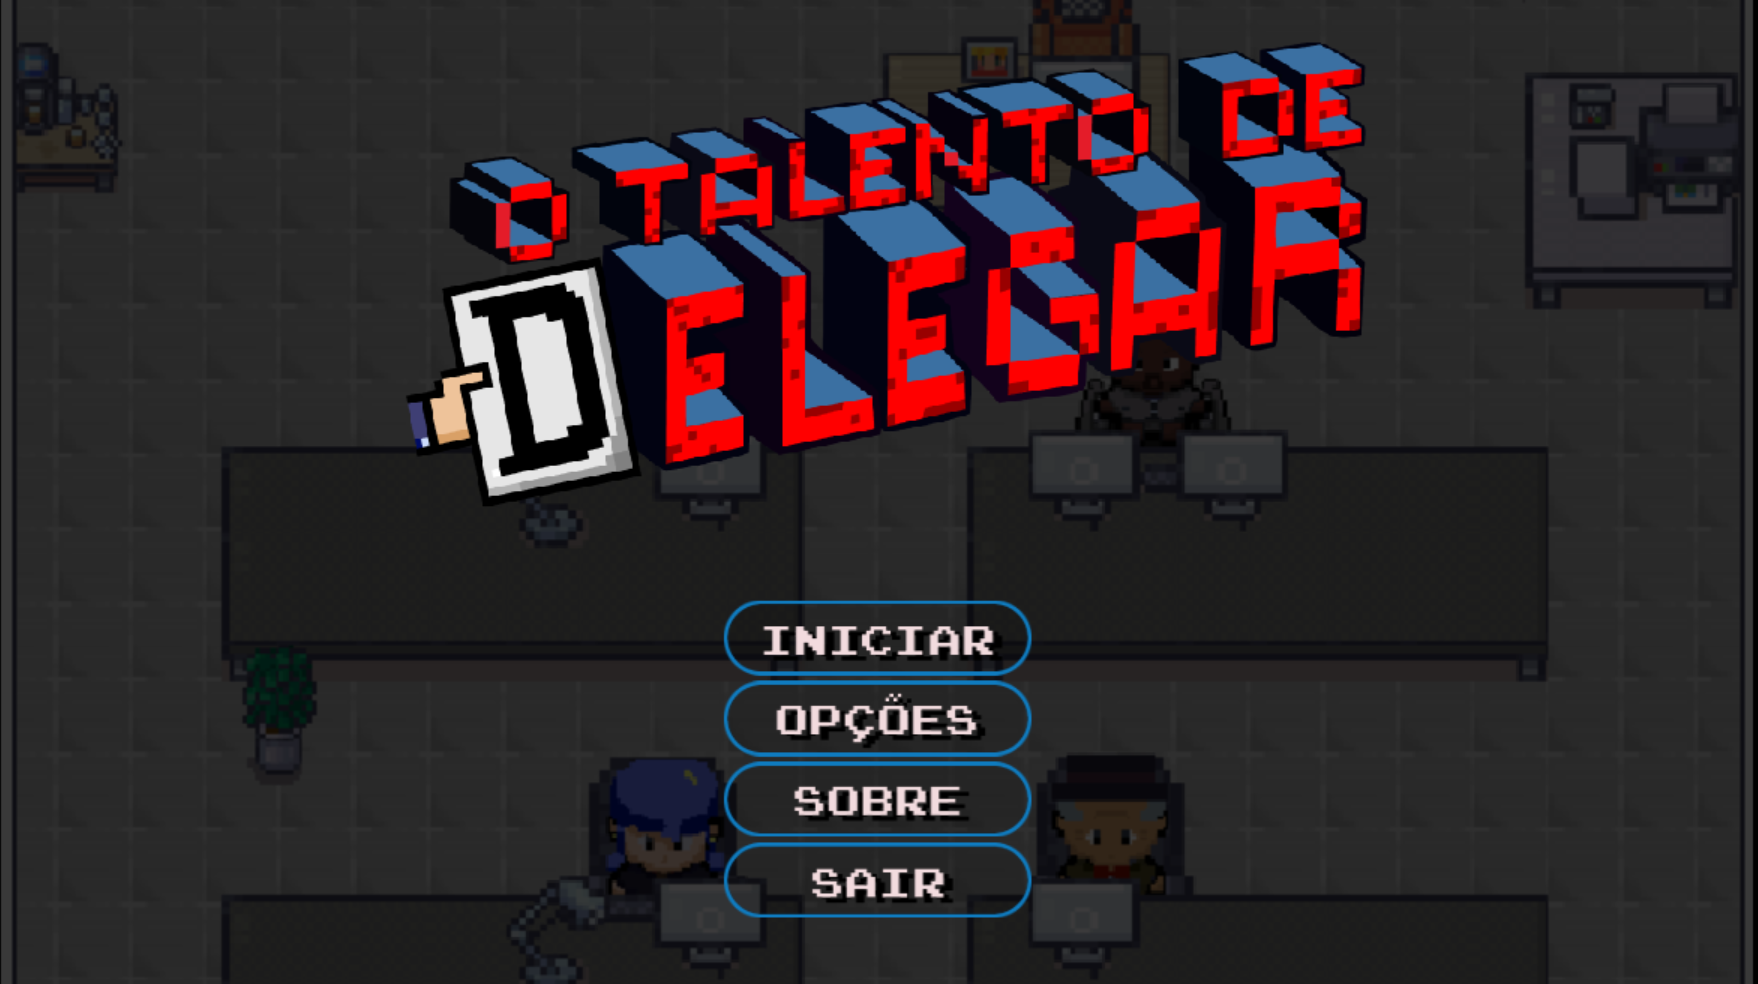 O TALENTO DE
DELEGAR
INICIAR
OPÇÕES
SOBRE
SAIR